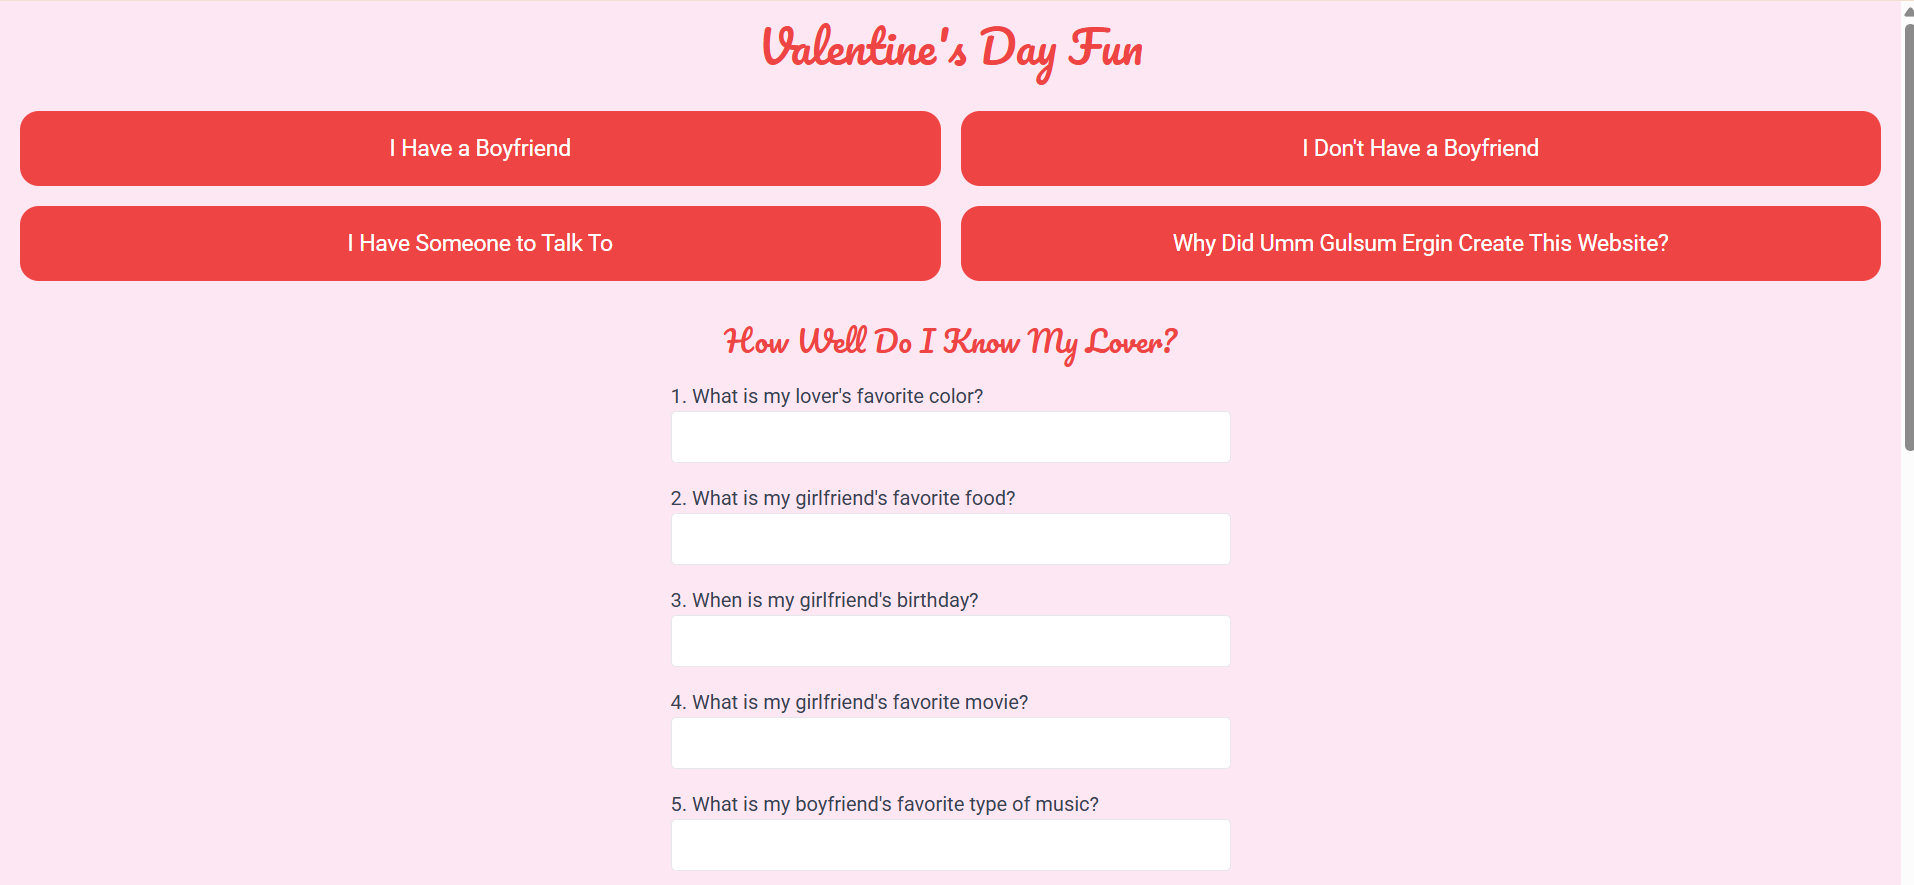 Valentine's Day Fun
I Have a Boyfriend
I Don't Have a Boyfriend
I Have Someone to Talk To
Why Did Umm Gulsum Ergin Create This Website?
How Well Do I Know My Lover?
1. What is my lover's favorite color?
2. What is my girlfriend's favorite food?
3. When is my girlfriend's birthday?
4. What is my girlfriend's favorite movie?
5. What is my boyfriend's favorite type of music?